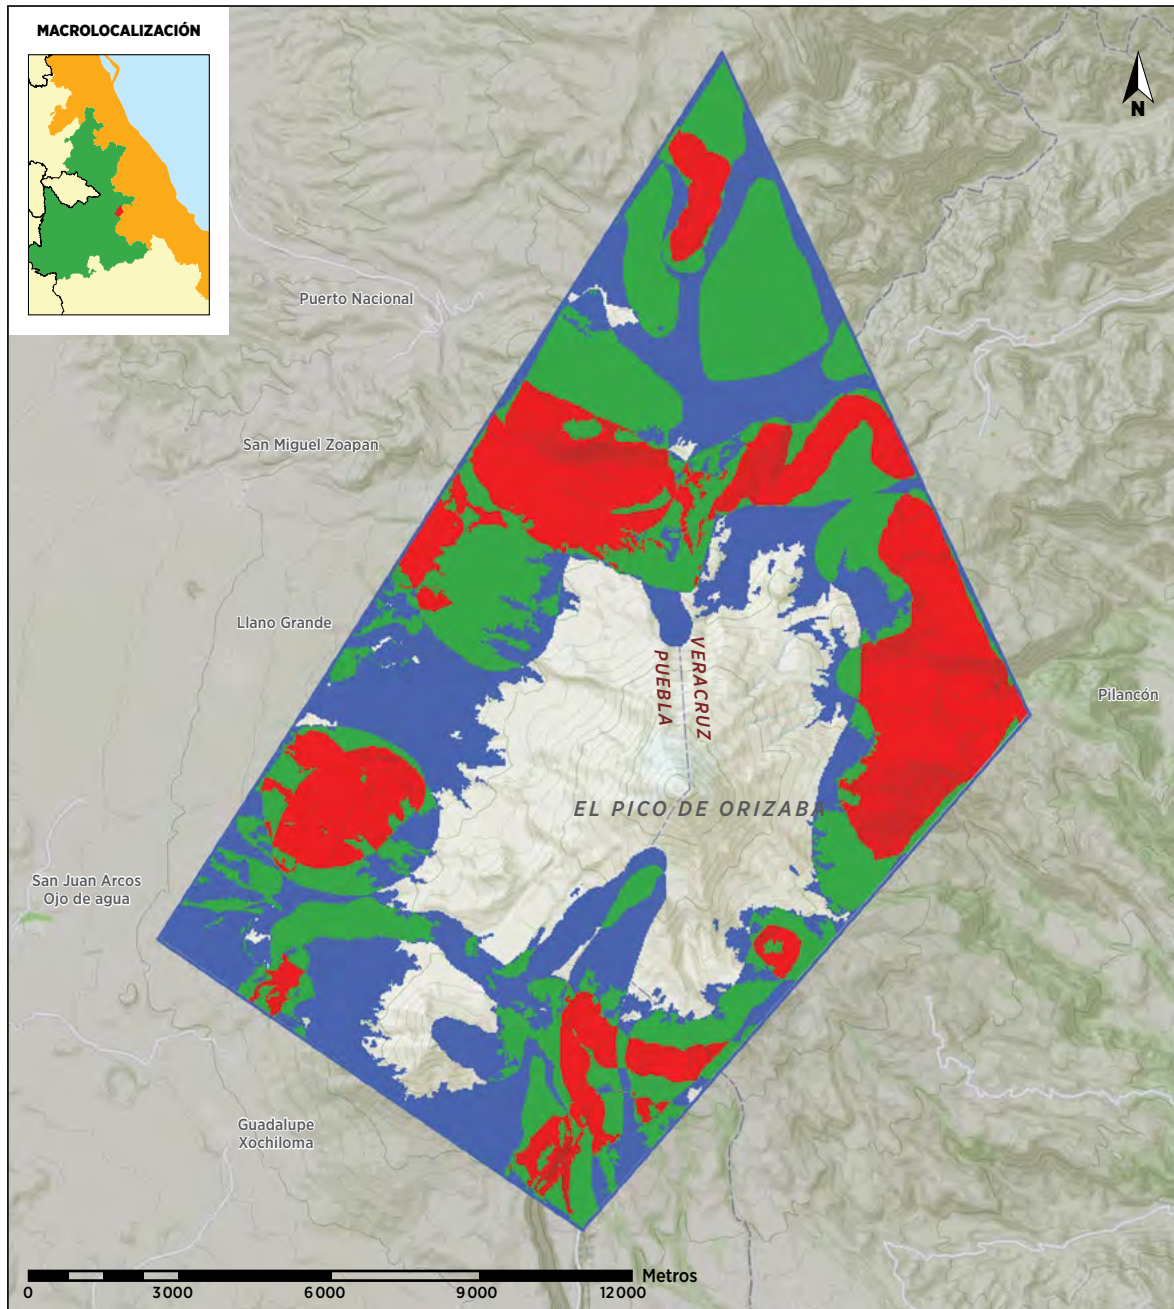 MACROLOCALIZACIÓN
N
Puerto Nacional
San Miguel Zoapan
Llano Grande
PUEBLA
VERACRUZ
Pilancón
EL PICO DE ORIZABA
San Juan Arcos
Ojo de agua
Guadalupe
Xochiloma
Metros
0 3000 6000 9000 12000